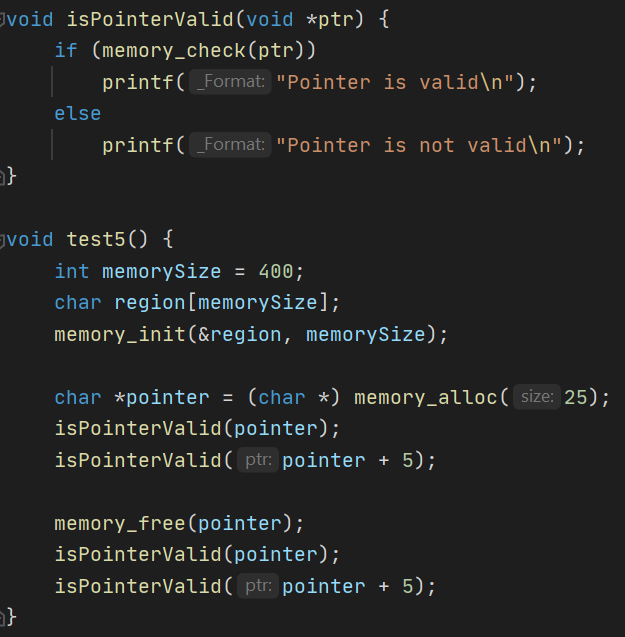 void isPointerValid(void *ptr) {
    if (memory_check(ptr))
        printf( _Format: "Pointer is valid\n");
    else
        printf( _Format: "Pointer is not valid\n");
}

void test5() {
    int memorySize = 400;
    char region[memorySize];
    memory_init(&region, memorySize);

    char *pointer = (char *) memory_alloc( size: 25);
    isPointerValid(pointer);
    isPointerValid( ptr: pointer + 5);

    memory_free(pointer);
    isPointerValid(pointer);
    isPointerValid( ptr: pointer + 5);
}